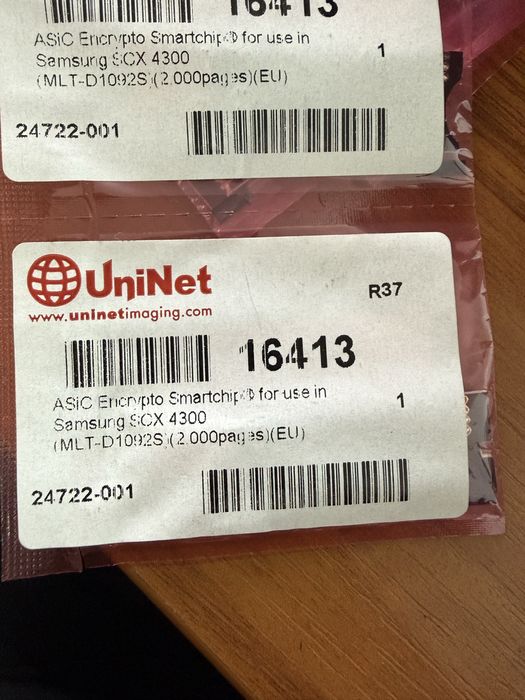 16413
ASIC Encrypto Smartchip® for use in
Samsung SCX 4300
1
(MLT-D1092S)(2.000pages)(EU)
24722-001
UniNet
www.uninetimaging.com
R37
16413
ASIC Encrypto Smartchip® for use in
Samsung SCX 4300
1
(MLT-D1092S)(2.000pages)(EU)
24722-001